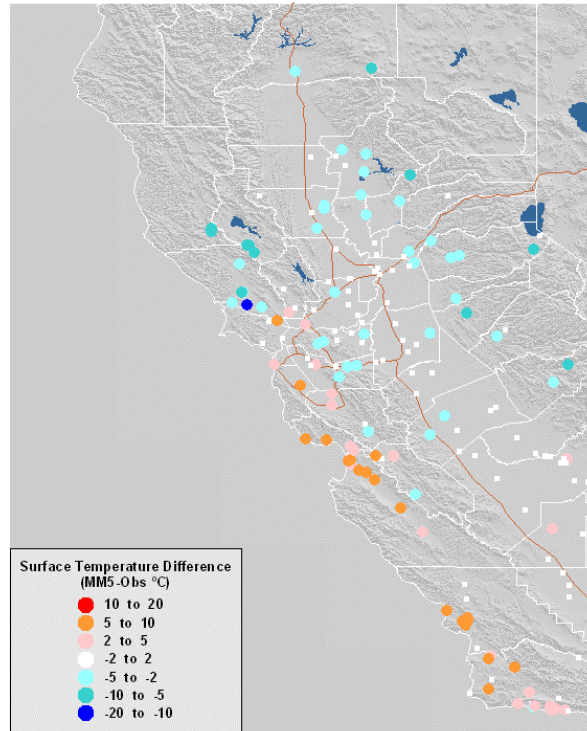 Surface Temperature Difference
(MM5-Obs °C)
10 to 20
5 to 10
2 to 5
-2 to 2
-5 to -2
-10 to -5
-20 to -10